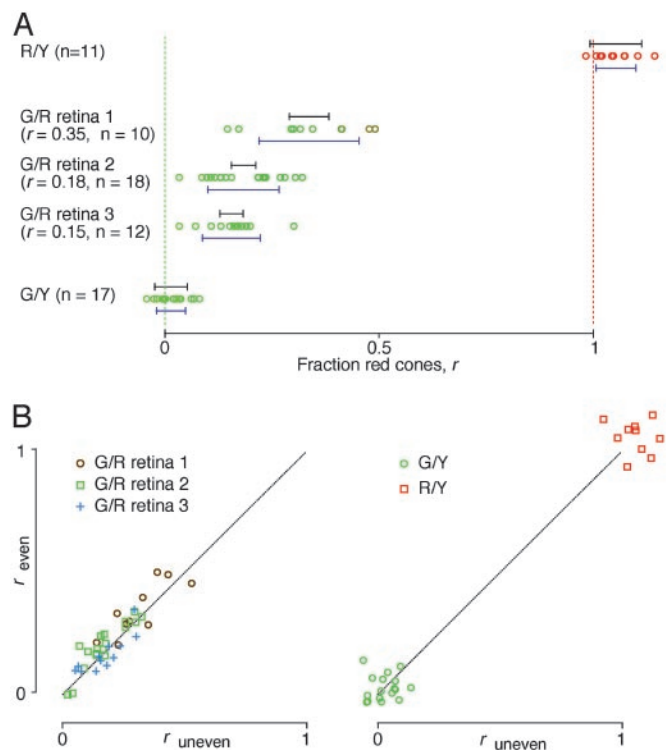 A
R/Y (n=11)
G/R retina 1
(r = 0.35, n = 10)
G/R retina 2
(r = 0.18, n = 18)
G/R retina 3
(r = 0.15, n = 12)
G/Y (n = 17)
0 0.5 1
Fraction red cones, r
B
1
G/R retina 1
G/R retina 2
G/R retina 3
G/Y
R/Y
r even
0
0 1 0 1
r uneven r uneven